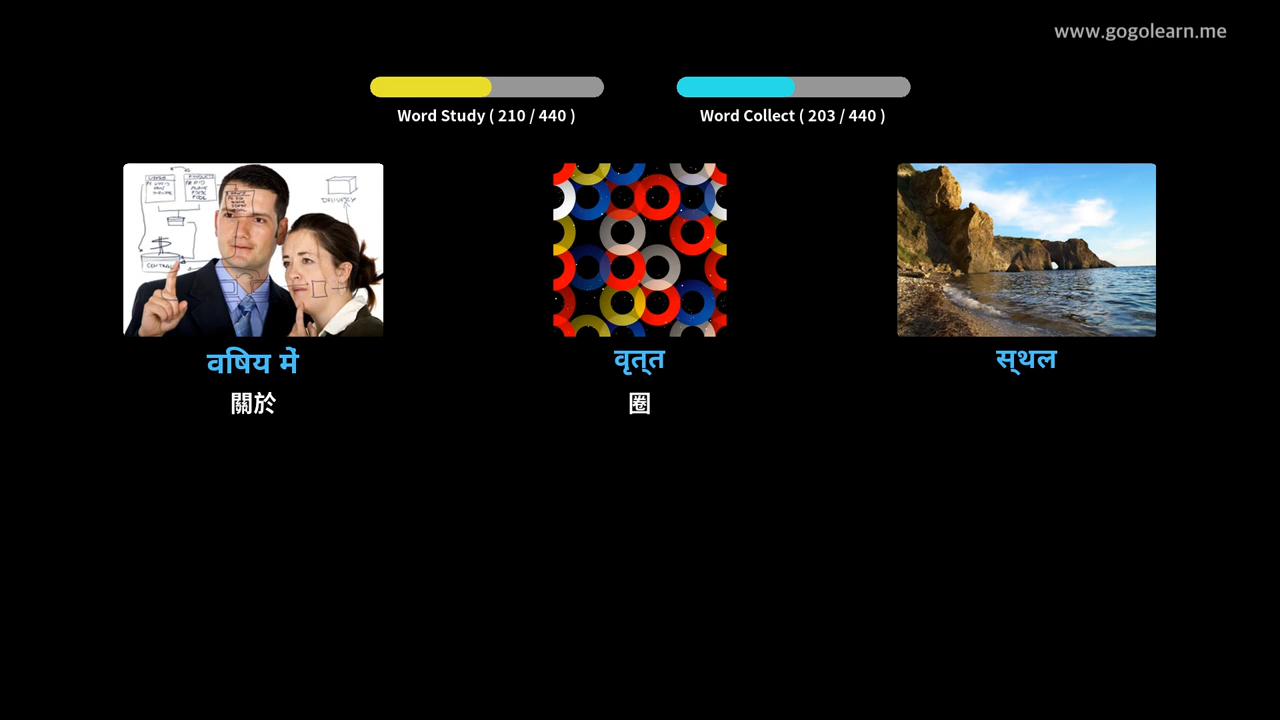 www.gogolearn.me
Word Study ( 210 / 440 )
Word Collect ( 203 / 440 )
वषिय में
वृत्‌त
स्‌थल
關於
圈